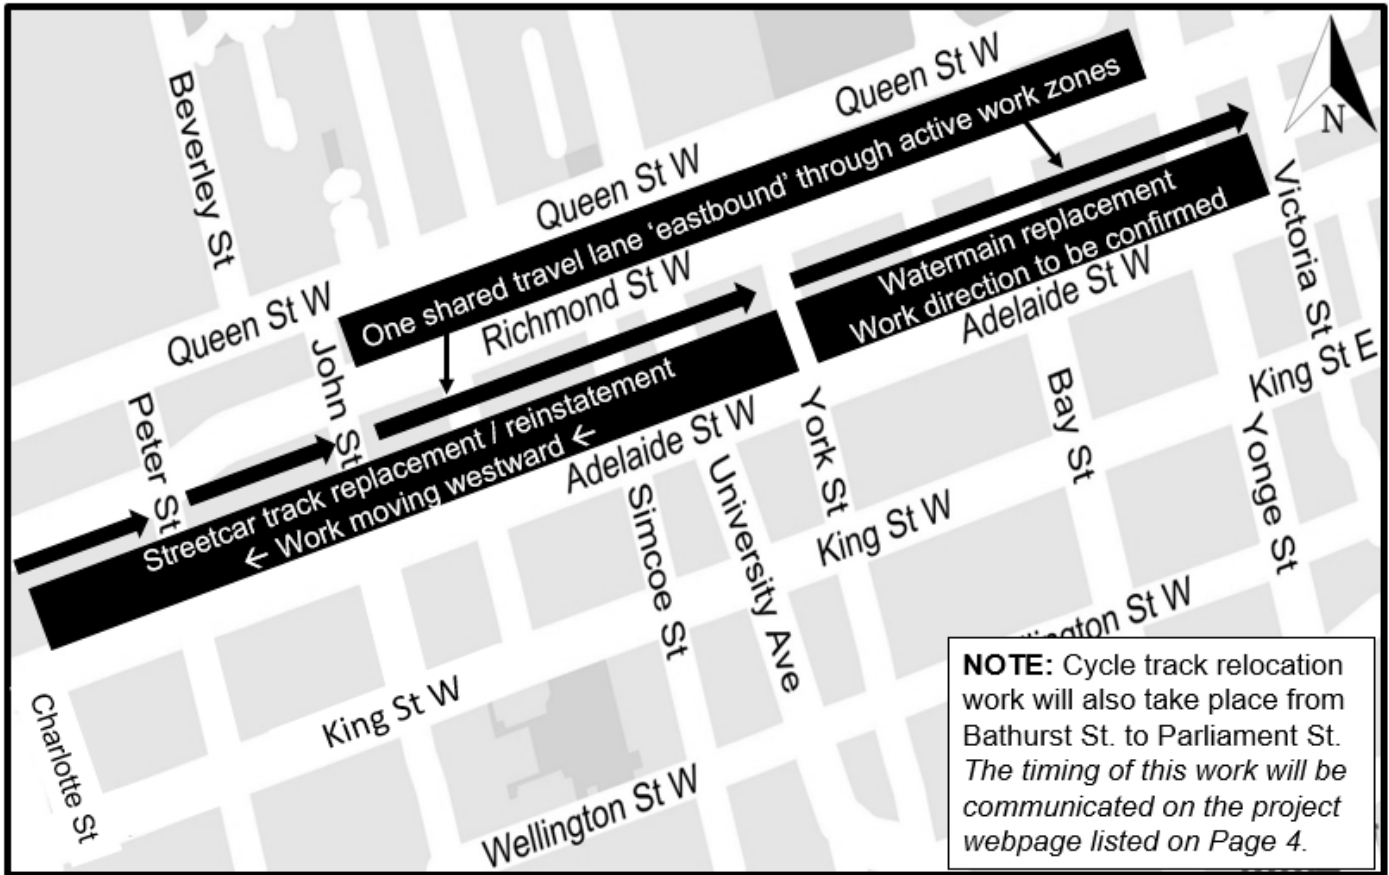 Beverley St
Queen St W
One shared travel lane ‘eastbound’ through active work zones
N
Queen St W
Watermain replacement
Work direction to be confirmed
Victoria St
Queen St W
Richmond St W
Adelaide St W
King St E
John St
Peter St
Streetcar track replacement / reinstatement
← Work moving westward ←
Adelaide St W
York St
Bay St
Yonge St
Simcoe St
University Ave
King St W
King St W
Charlotte St
Wellington St W
St W
NOTE: Cycle track relocation
work will also take place from
Bathurst St. to Parliament St.
The timing of this work will be
communicated on the project
webpage listed on Page 4.